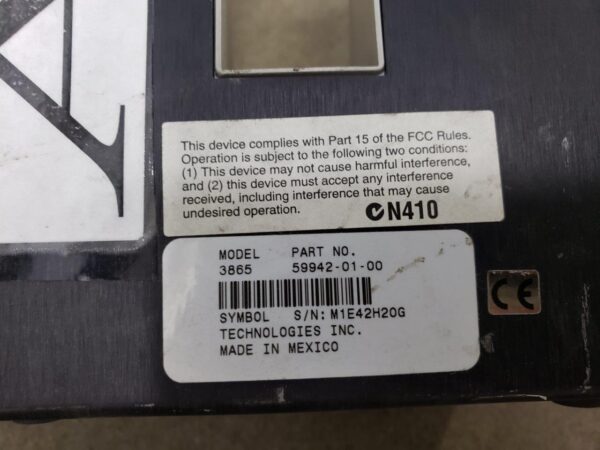 This device complies with Part 15 of the FCC Rules.
Operation is subject to the following two conditions:
(1) This device may not cause harmful interference,
and (2) this device must accept any interference
received, including interference that may cause
undesired operation.
N410
MODEL PART NO.
3865 59942-01-00
SYMBOL S/N: M1E42H20G
TECHNOLOGIES INC.
MADE IN MEXICO
CE